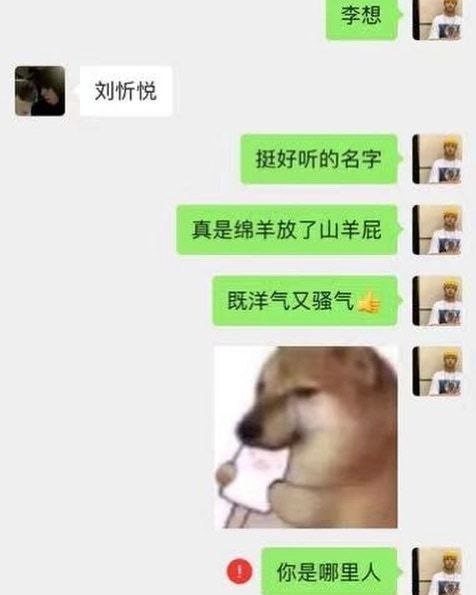 李想
刘忻悦
挺好听的名字
真是绵羊放了山羊屁
既洋气又骚气👍
!
你是哪里人